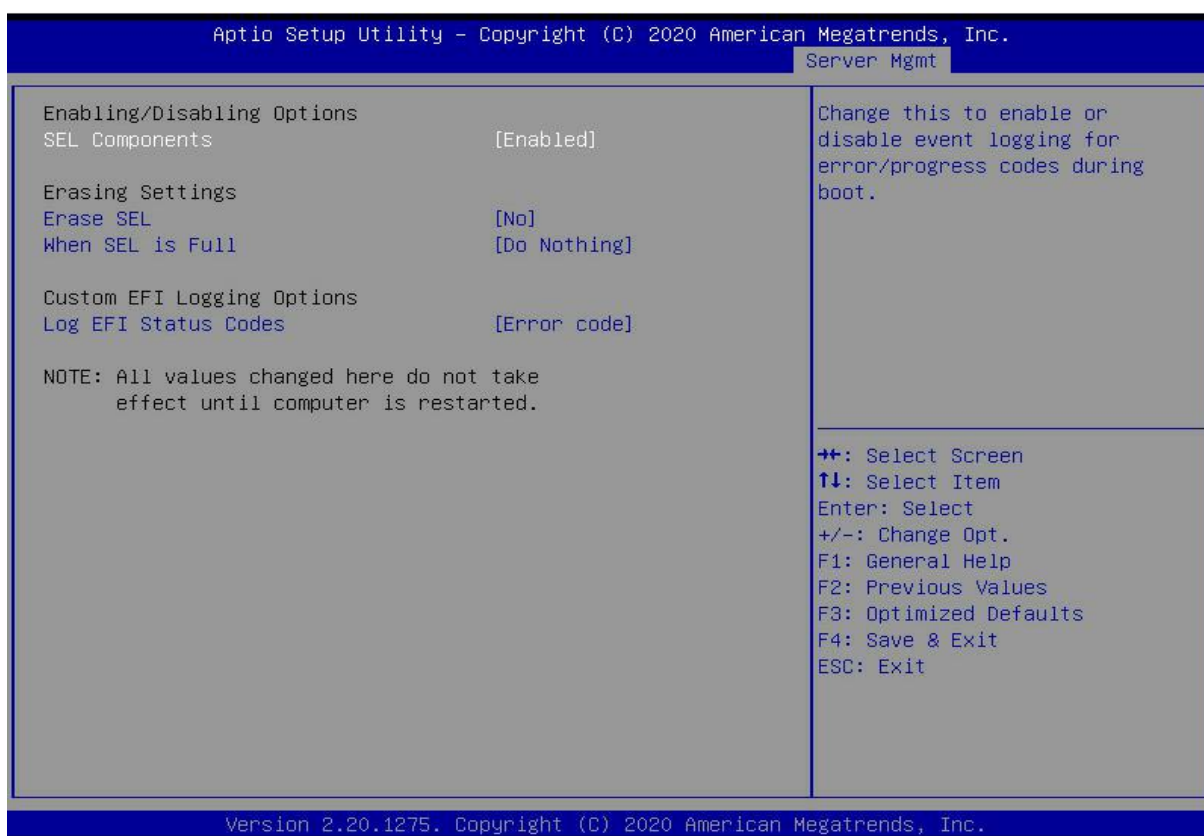 Aptio Setup Utility – Copyright (C) 2020 American Megatrends, Inc.
Server Mgmt
Enabling/Disabling Options
SEL Components [Enabled]
Erasing Settings
Erase SEL [No]
When SEL is Full [Do Nothing]
Custom EFI Logging Options
Log EFI Status Codes [Error code]
NOTE: All values changed here do not take
effect until computer is restarted.
Change this to enable or
disable event logging for
error/progress codes during
boot.
→←: Select Screen
↑↓: Select Item
Enter: Select
+/-: Change Opt.
F1: General Help
F2: Previous Values
F3: Optimized Defaults
F4: Save & Exit
ESC: Exit
Version 2.20.1275. Copyright (C) 2020 American Megatrends, Inc.